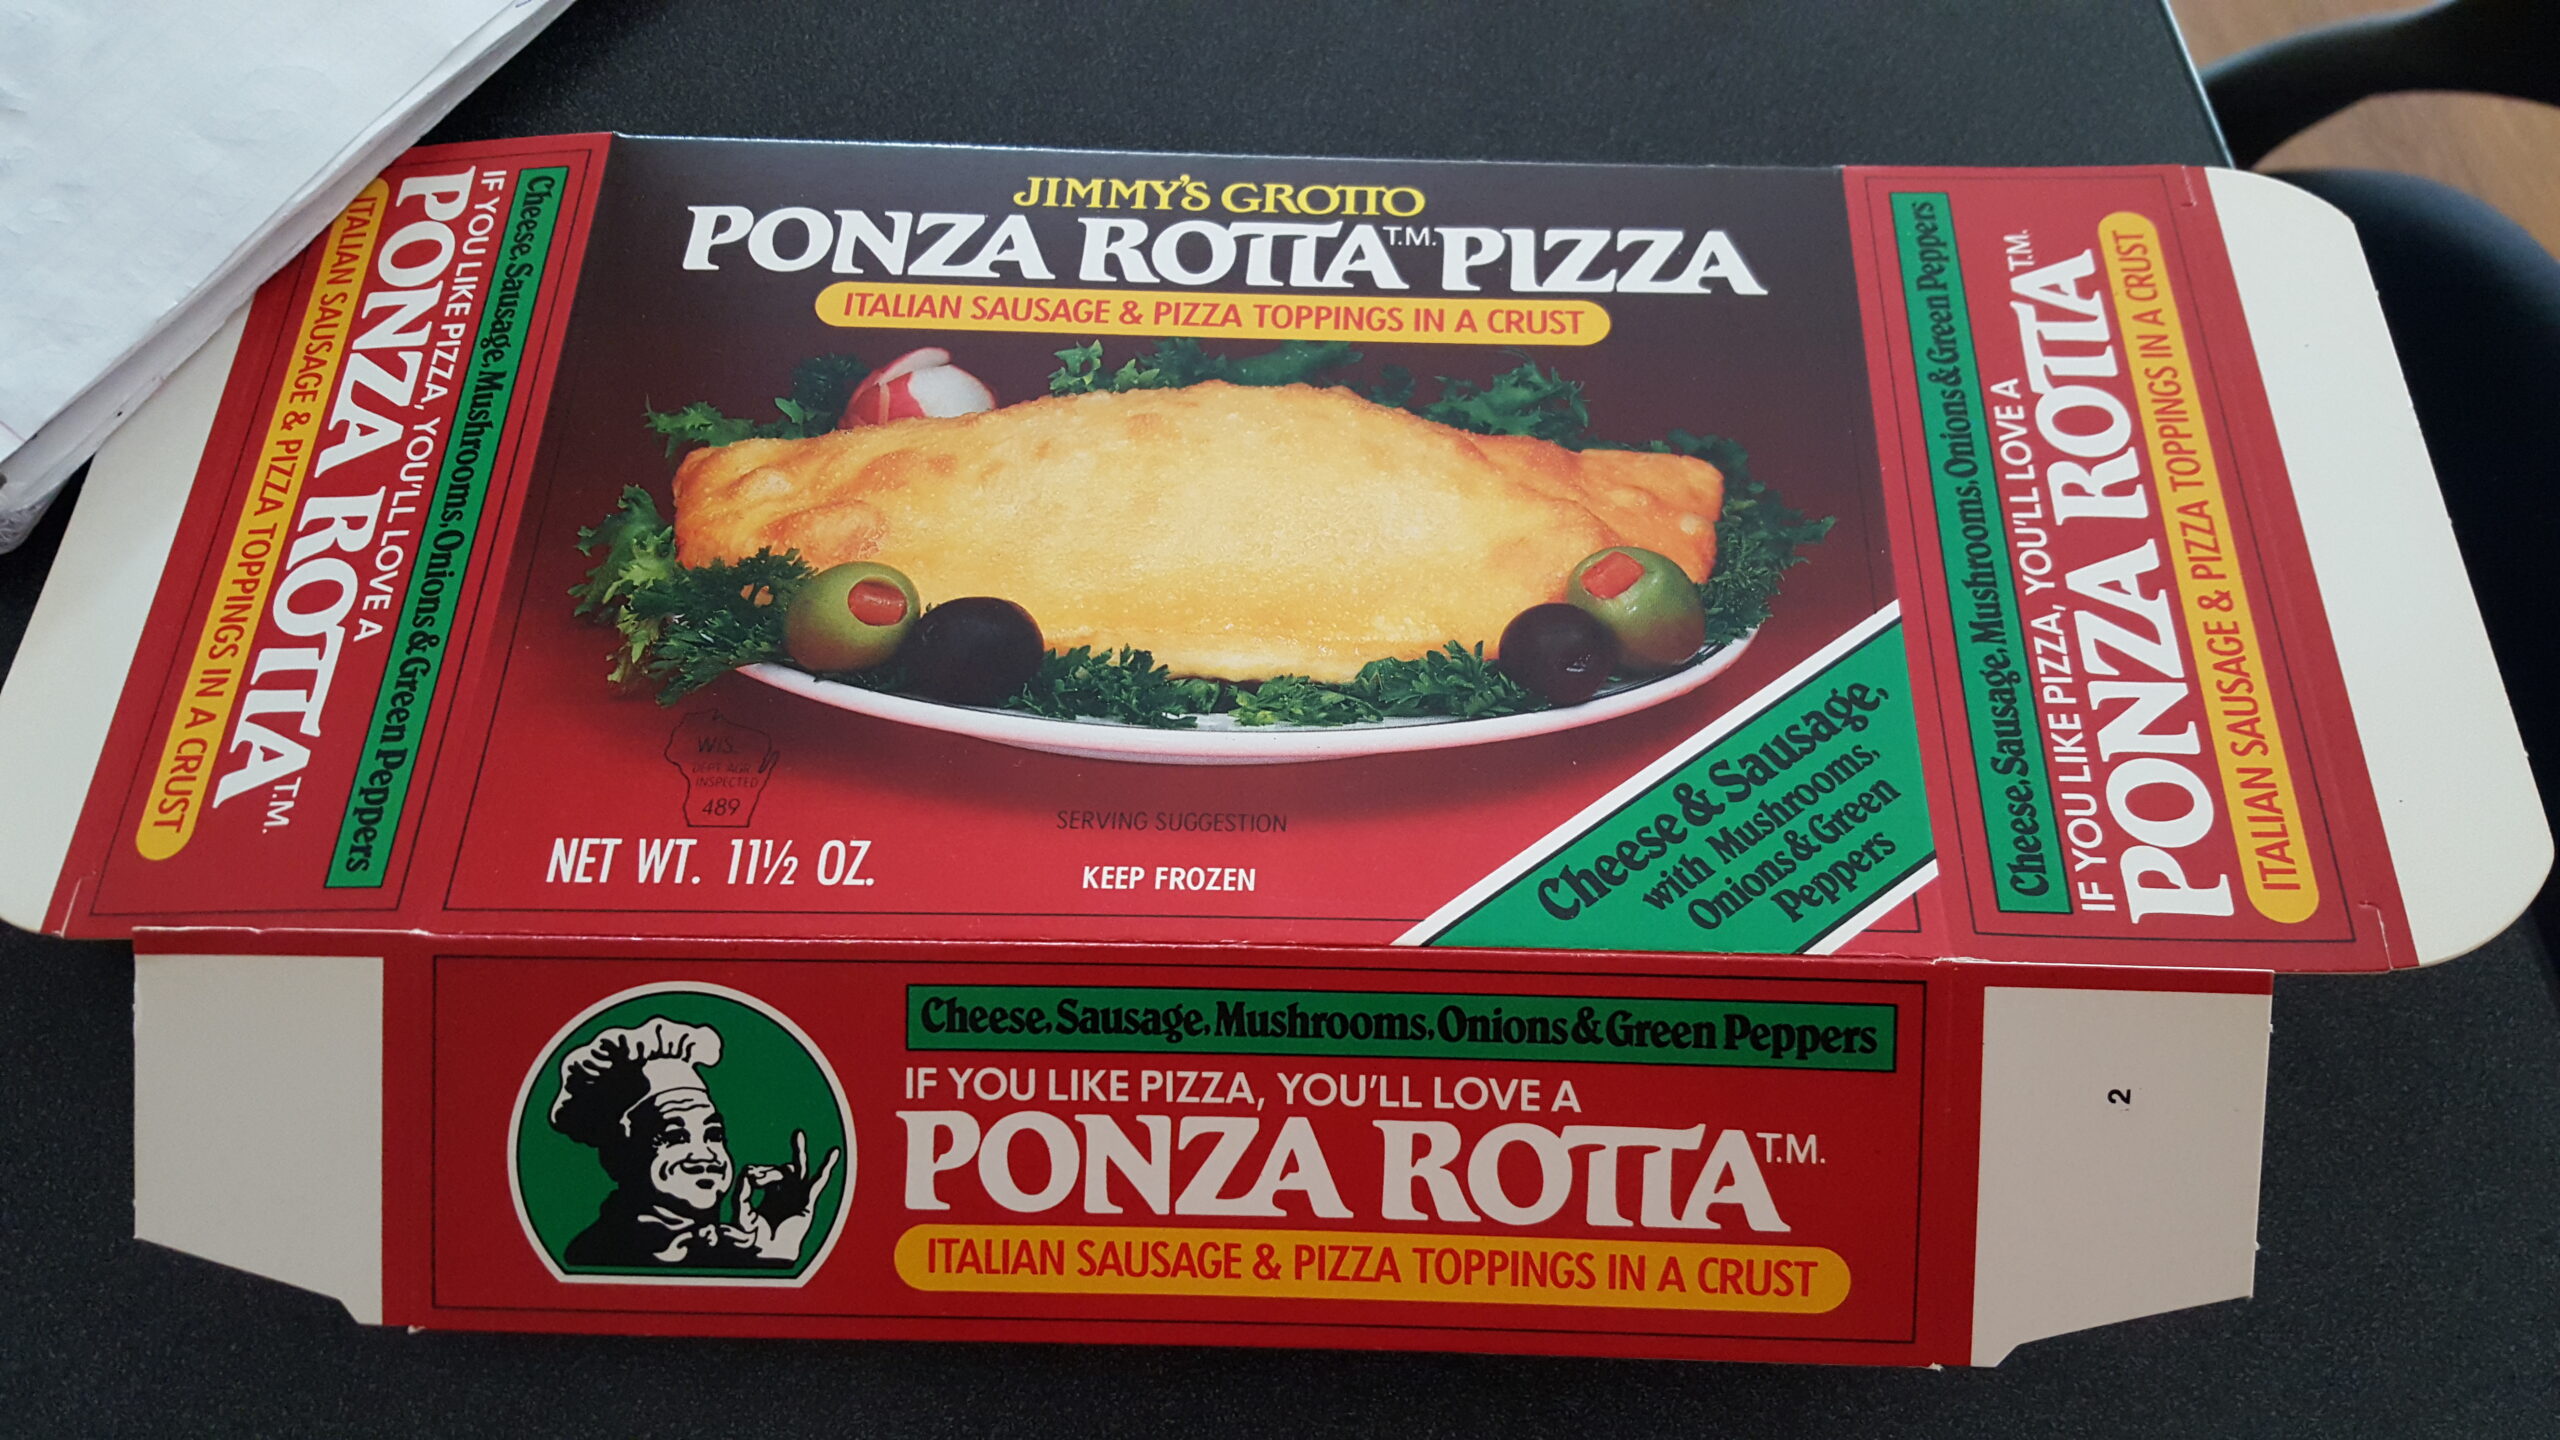 JIMMY'S GROTTO
PONZA ROTTA T.M. PIZZA
ITALIAN SAUSAGE & PIZZA TOPPINGS IN A CRUST
WIS.
DEPT. AGR.
INSPECTED
489
NET WT. 11½ OZ.
SERVING SUGGESTION
KEEP FROZEN
Cheese & Sausage,
with Mushrooms,
Onions & Green
Peppers
Cheese, Sausage, Mushrooms, Onions & Green Peppers
IF YOU LIKE PIZZA, YOU'LL LOVE A
PONZA ROTTA T.M.
ITALIAN SAUSAGE & PIZZA TOPPINGS IN A CRUST
Cheese, Sausage, Mushrooms, Onions & Green Peppers
IF YOU LIKE PIZZA, YOU'LL LOVE A
PONZA ROTTA T.M.
ITALIAN SAUSAGE & PIZZA TOPPINGS IN A CRUST
Cheese, Sausage, Mushrooms, Onions & Green Peppers
IF YOU LIKE PIZZA, YOU'LL LOVE A
PONZA ROTTA T.M.
ITALIAN SAUSAGE & PIZZA TOPPINGS IN A CRUST
2